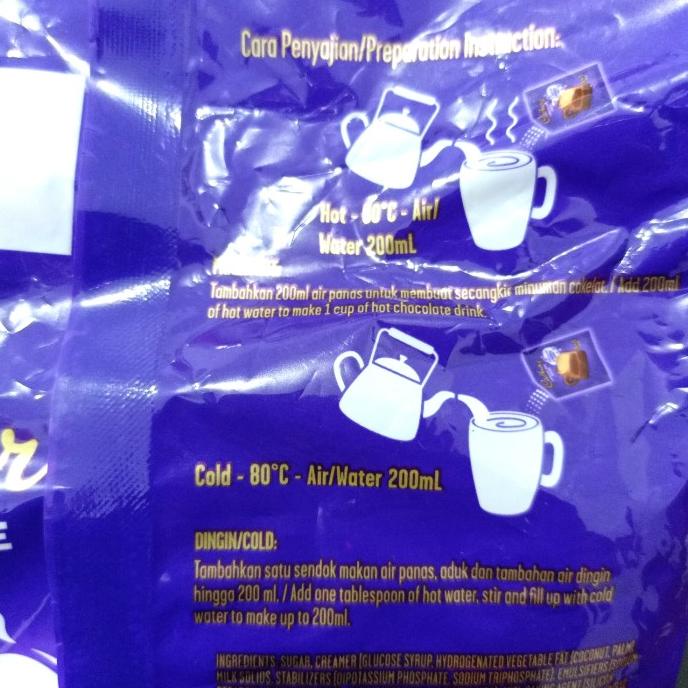 Cara Penyajian/Preparation Instruction:
Hot - 80°C - Air/
Water 200mL
Tambahkan 200ml air panas untuk membuat secangkir minuman cokelat. / Add 200ml
of hot water to make 1 cup of hot chocolate drink.
Cold - 80°C - Air/Water 200mL
DINGIN/COLD:
Tambahkan satu sendok makan air panas, aduk dan tambahan air dingin
hingga 200 ml. / Add one tablespoon of hot water, stir and fill up with cold
water to make up to 200ml.
INGREDIENTS: SUGAR, CREAMER (GLUCOSE SYRUP, HYDROGENATED VEGETABLE FAT (COCONUT, PALM
MILK SOLIDS, STABILIZERS (DIPOTASSIUM PHOSPHATE, SODIUM TRIPHOSPHATE), EMULSIFIERS